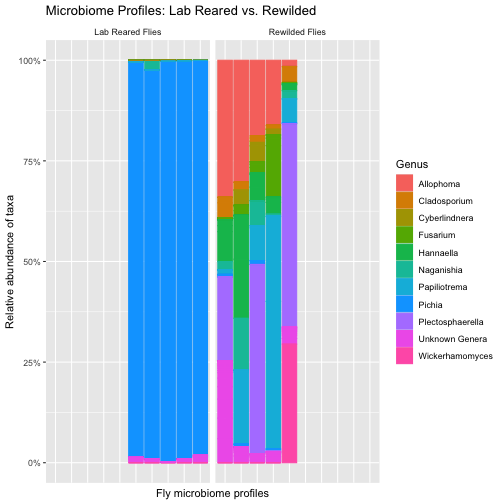 Microbiome Profiles: Lab Reared vs. Rewilded
Lab Reared Flies
Rewilded Flies
100%
75%
50%
25%
0%
Relative abundance of taxa
Fly microbiome profiles
Genus
Allophoma
Cladosporium
Cyberlindnera
Fusarium
Hannaella
Naganishia
Papiliotrema
Pichia
Plectosphaerella
Unknown Genera
Wickerhamomyces